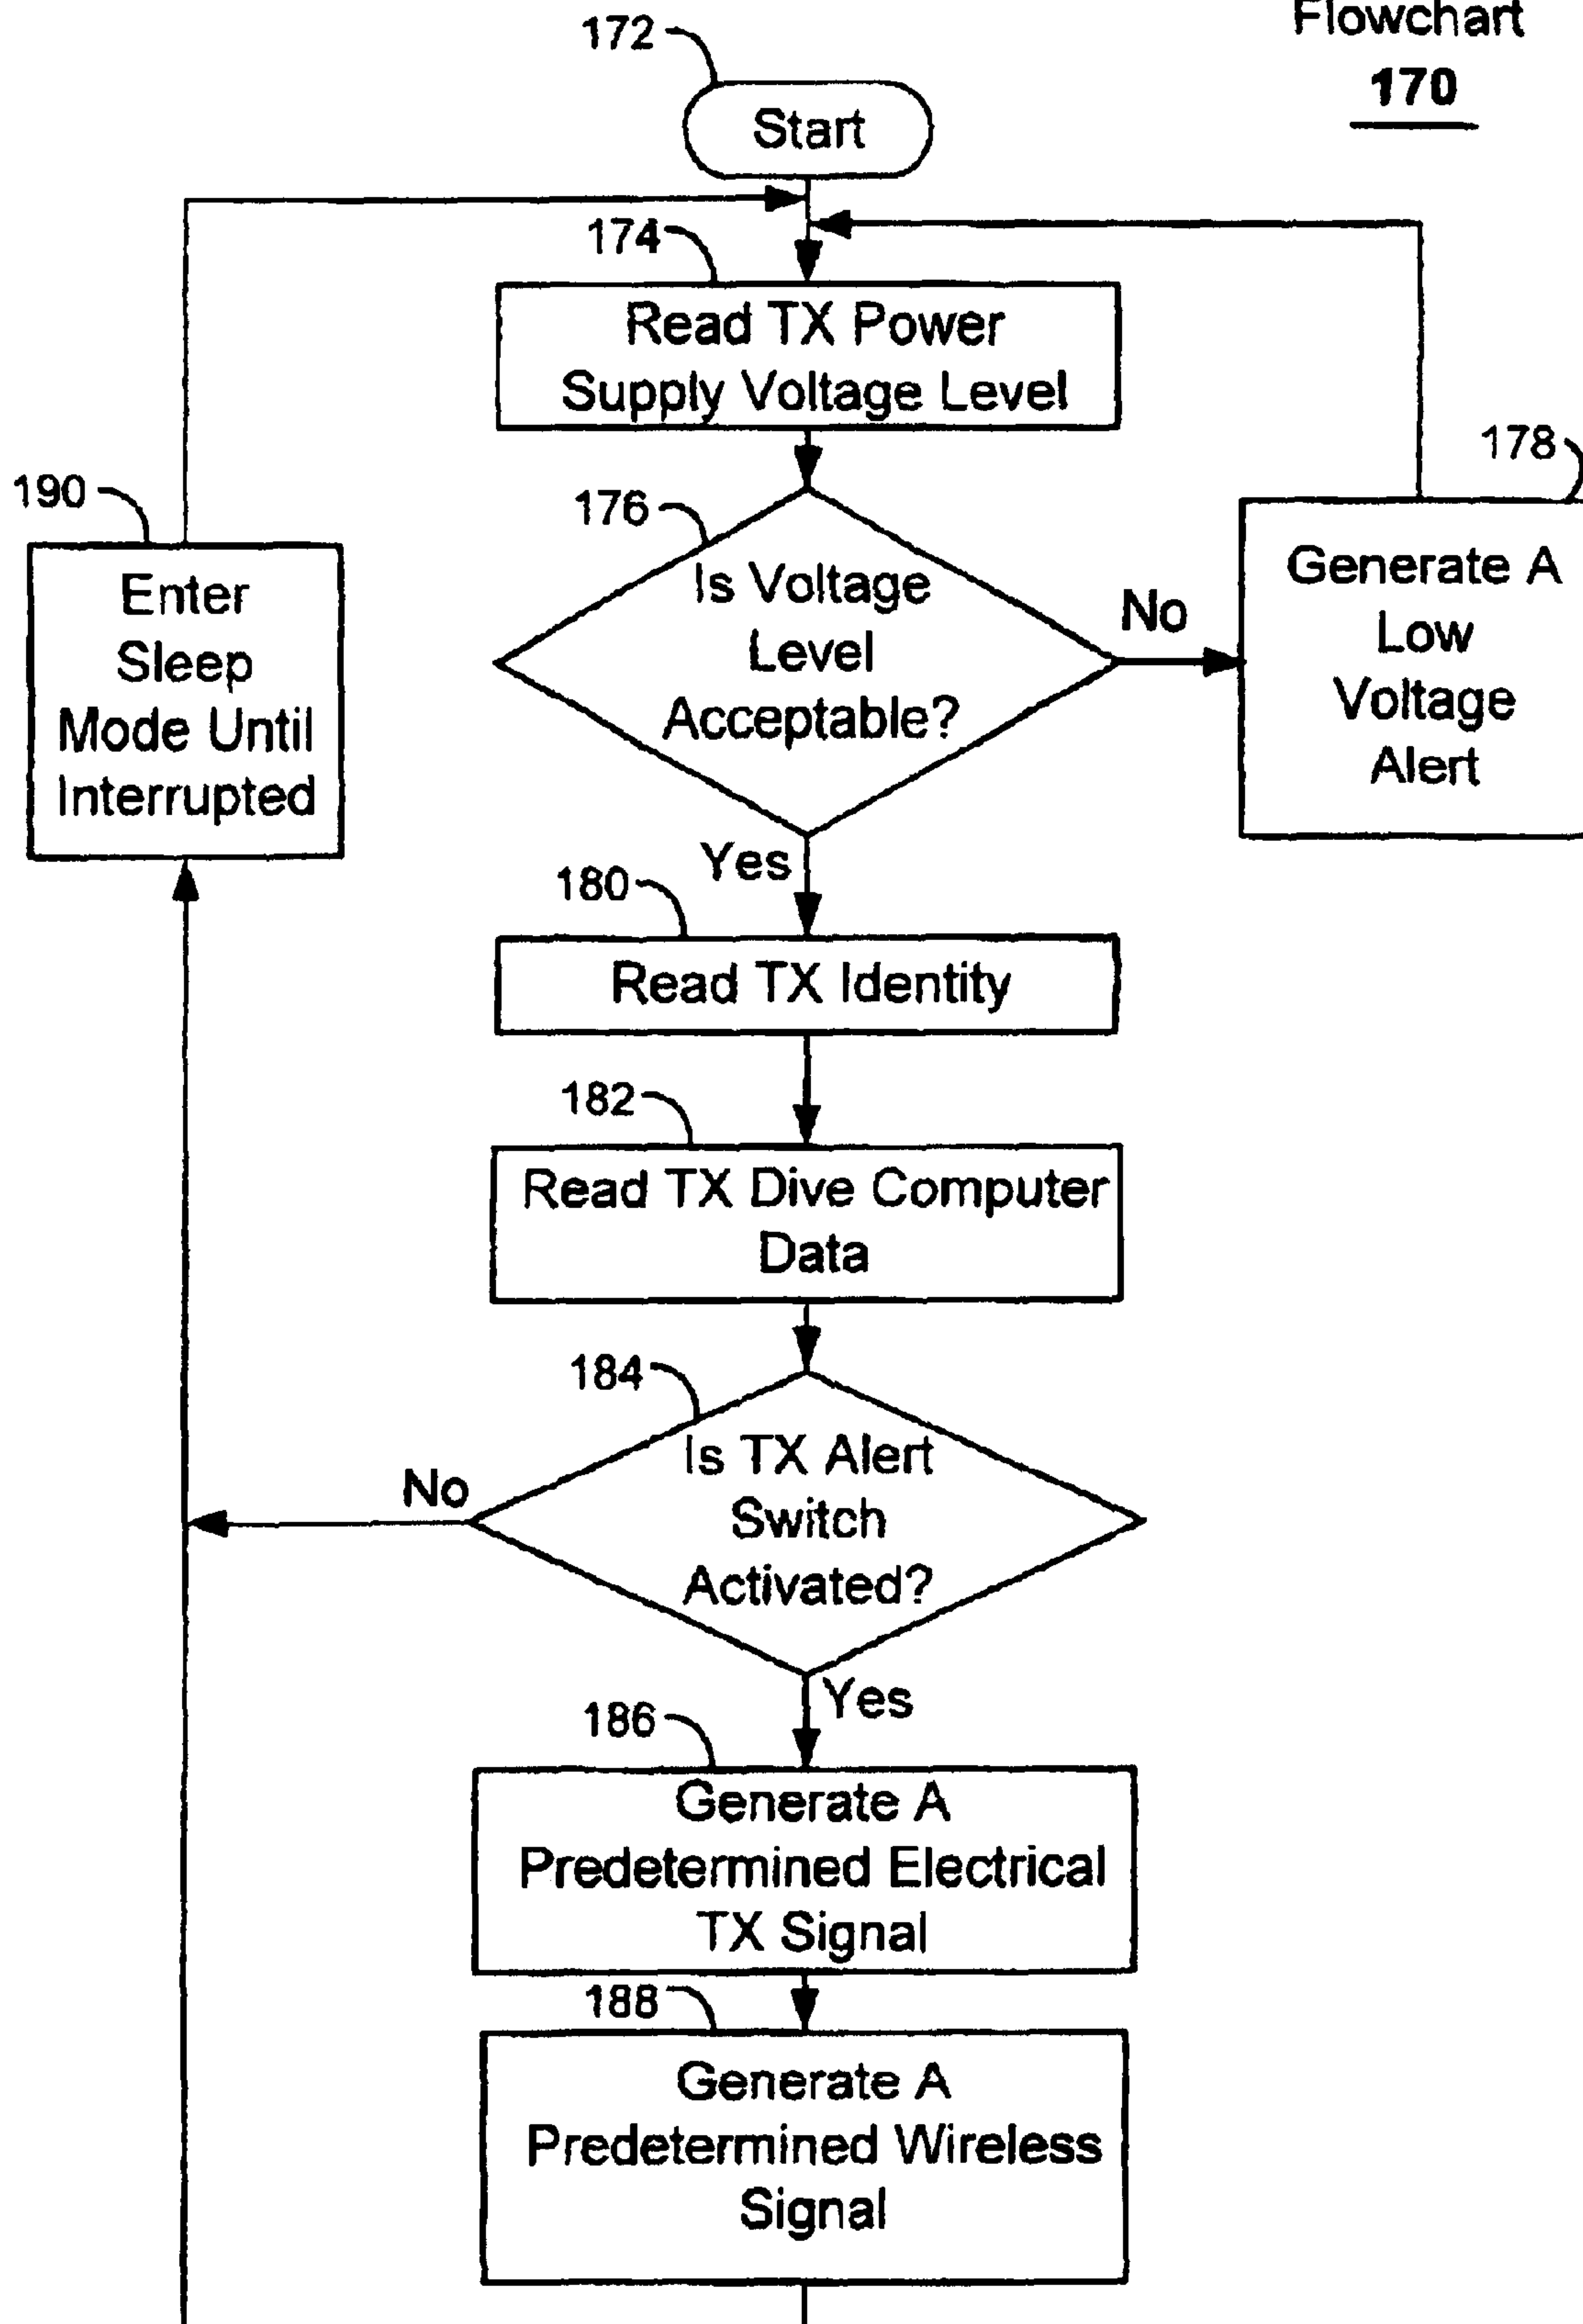 Flowchart
170
172
Start
174
Read TX Power
Supply Voltage Level
176
Is Voltage
Level
Acceptable?
No
178
Generate A
Low
Voltage
Alert
190
Enter
Sleep
Mode Until
Interrupted
Yes
180
Read TX Identity
182
Read TX Dive Computer
Data
184
Is TX Alert
Switch
Activated?
No
Yes
186
Generate A
Predetermined Electrical
TX Signal
188
Generate A
Predetermined Wireless
Signal